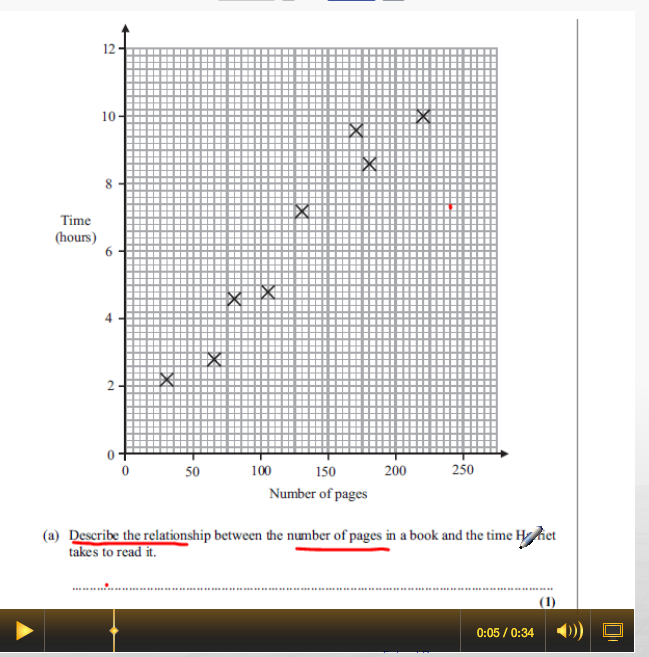 12
10
8
Time
(hours)
6
4
2
0
0 50 100 150 200 250
Number of pages
(a) Describe the relationship between the number of pages in a book and the time
takes to read it.
(1)
0:05 / 0:34